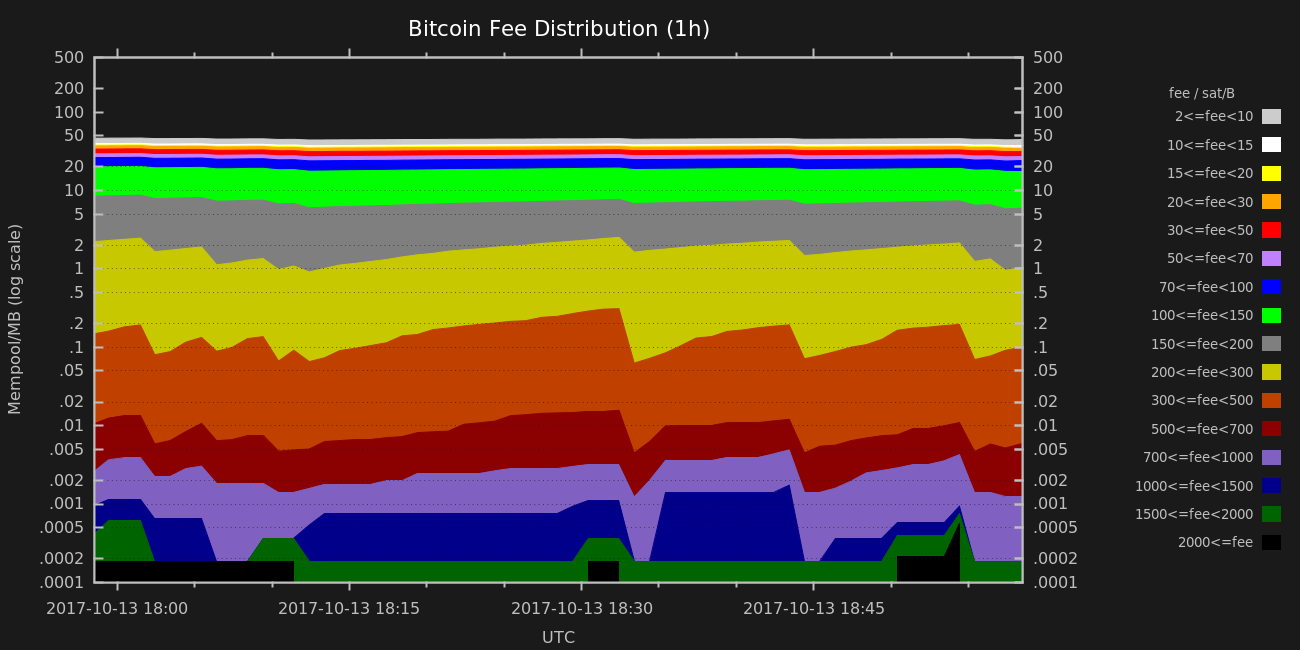 Bitcoin Fee Distribution (1h)
500 500
200 200
100 100
50 50
20 20
10 10
5 5
2 2
1 1
.5 .5
.2 .2
.1 .1
.05 .05
.02 .02
.01 .01
.005 .005
.002 .002
.001 .001
.0005 .0005
.0002 .0002
.0001 .0001
Mempool/MB (log scale)
2017-10-13 18:00 2017-10-13 18:15 2017-10-13 18:30 2017-10-13 18:45
UTC
fee / sat/B
2<=fee<10
10<=fee<15
15<=fee<20
20<=fee<30
30<=fee<50
50<=fee<70
70<=fee<100
100<=fee<150
150<=fee<200
200<=fee<300
300<=fee<500
500<=fee<700
700<=fee<1000
1000<=fee<1500
1500<=fee<2000
2000<=fee